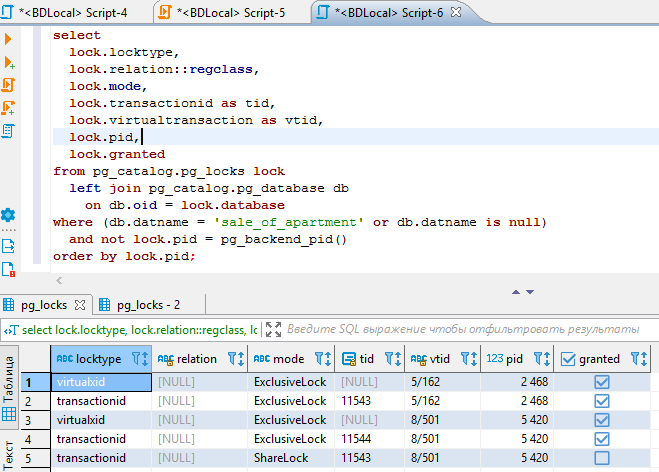 *<BDLocal> Script-4
*<BDLocal> Script-5
*<BDLocal> Script-6
select
lock.locktype,
lock.relation::regclass,
lock.mode,
lock.transactionid as tid,
lock.virtualtransaction as vtid,
lock.pid,
lock.granted
from pg_catalog.pg_locks lock
left join pg_catalog.pg_database db
on db.oid = lock.database
where (db.datname = 'sale_of_apartment' or db.datname is null)
and not lock.pid = pg_backend_pid()
order by lock.pid;
pg_locks
pg_locks - 2
select lock.locktype, lock.relation::regclass, lo
Введите SQL выражение чтобы отфильтровать результаты
Таблица
Текст
ABC locktype ABC relation ABC mode tid ABC vtid 123 pid granted
1 virtualxid [NULL] ExclusiveLock [NULL] 5/162 2 468
2 transactionid [NULL] ExclusiveLock 11543 5/162 2 468
3 virtualxid [NULL] ExclusiveLock [NULL] 8/501 5 420
4 transactionid [NULL] ExclusiveLock 11544 8/501 5 420
5 transactionid [NULL] ShareLock 11543 8/501 5 420